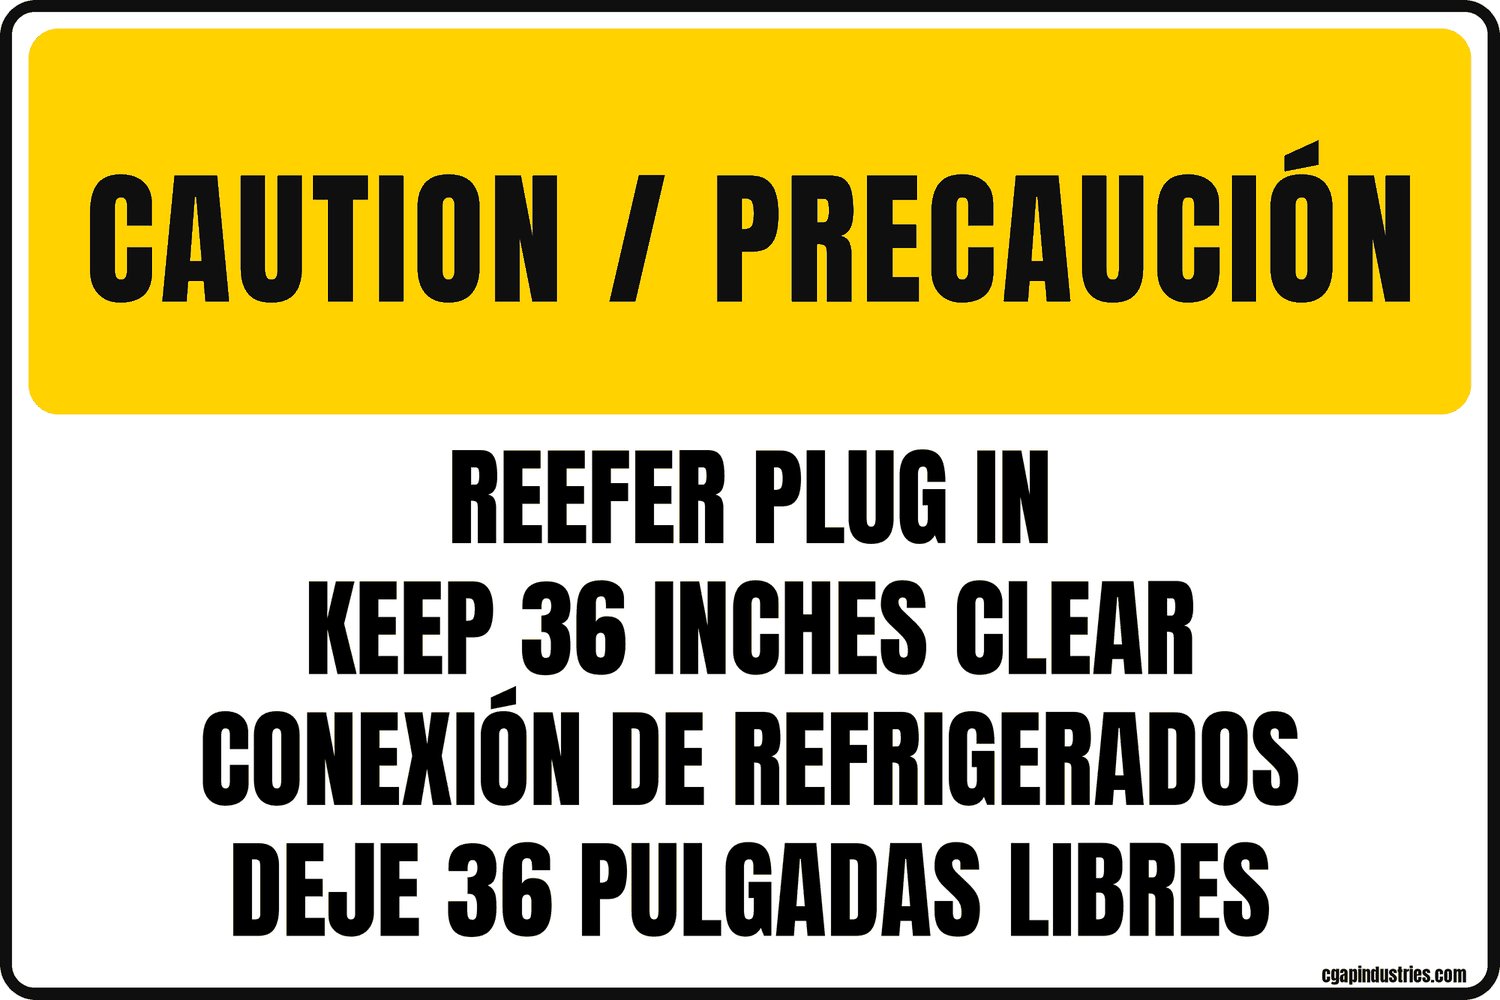 CAUTION / PRECAUCIÓN
REEFER PLUG IN
KEEP 36 INCHES CLEAR
CONEXIÓN DE REFRIGERADOS
DEJE 36 PULGADAS LIBRES
cgapindustries.com